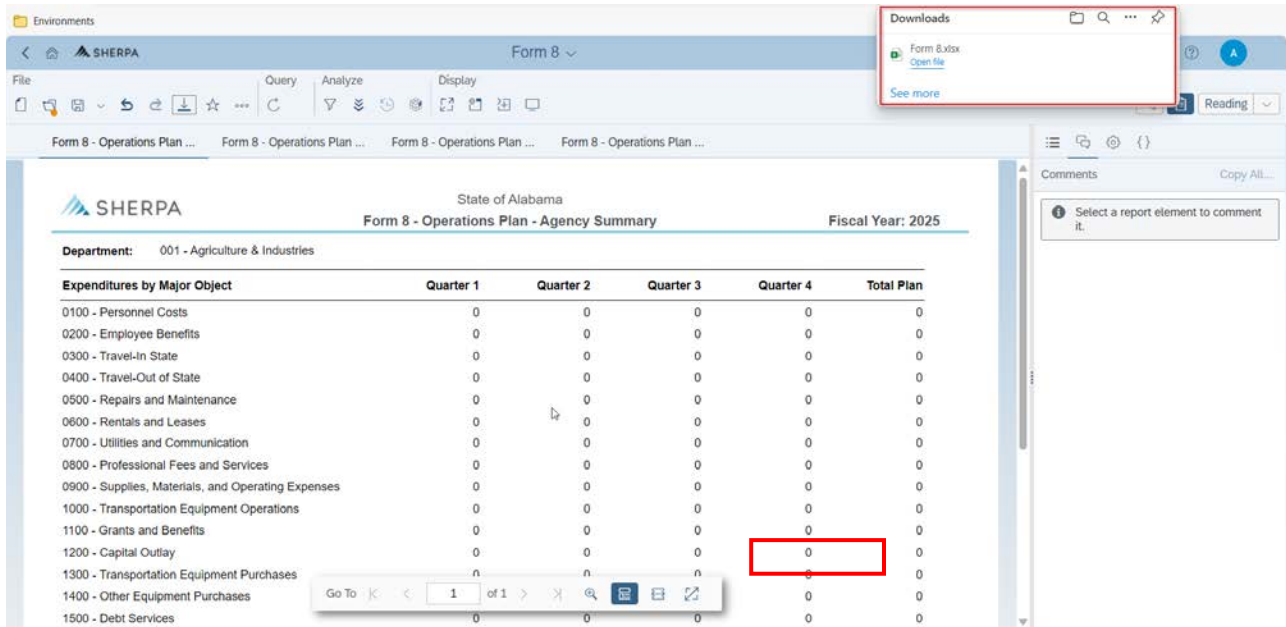 Environments
Downloads
Form 8.xlsx
Open file
See more
SHERPA
Form 8
A
File
Query
Analyze
Display
Reading
Form 8 - Operations Plan ...
Form 8 - Operations Plan ...
Form 8 - Operations Plan ...
Form 8 - Operations Plan ...
Comments
Copy All...
Select a report element to comment
it.
SHERPA
State of Alabama
Form 8 - Operations Plan - Agency Summary
Fiscal Year: 2025
Department: 001 - Agriculture & Industries
Expenditures by Major Object Quarter 1 Quarter 2 Quarter 3 Quarter 4 Total Plan
0100 - Personnel Costs 0 0 0 0 0
0200 - Employee Benefits 0 0 0 0 0
0300 - Travel-In State 0 0 0 0 0
0400 - Travel-Out of State 0 0 0 0 0
0500 - Repairs and Maintenance 0 0 0 0 0
0600 - Rentals and Leases 0 0 0 0 0
0700 - Utilities and Communication 0 0 0 0 0
0800 - Professional Fees and Services 0 0 0 0 0
0900 - Supplies, Materials, and Operating Expenses 0 0 0 0 0
1000 - Transportation Equipment Operations 0 0 0 0 0
1100 - Grants and Benefits 0 0 0 0 0
1200 - Capital Outlay 0 0 0 0 0
1300 - Transportation Equipment Purchases 0 0 0 0 0
1400 - Other Equipment Purchases 0 0
1500 - Debt Services 0 0 0 0 0
Go To 1 of 1